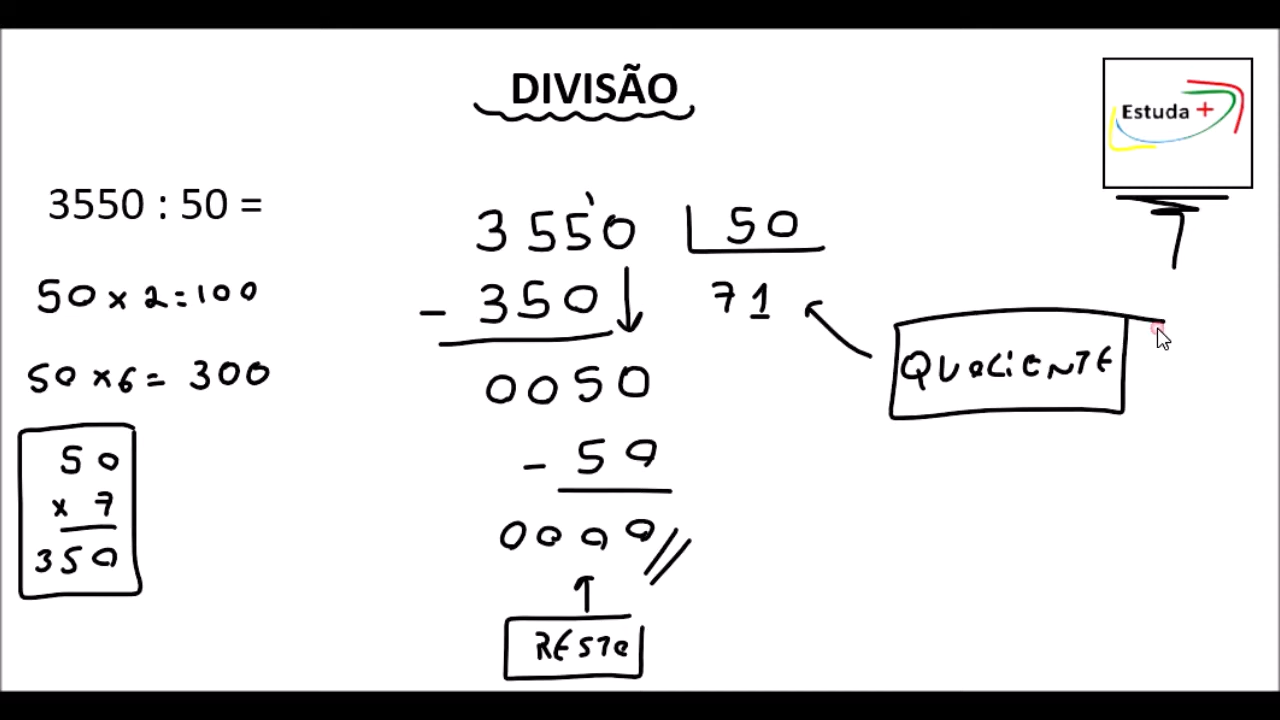 DIVISÃO
Estuda +
3550 : 50 =
50 x 2 = 100
50 x 6 = 300
50
x 7
350
3550 50
- 350 71
0050
- 50
0000
RESTO
QUOCIENTE